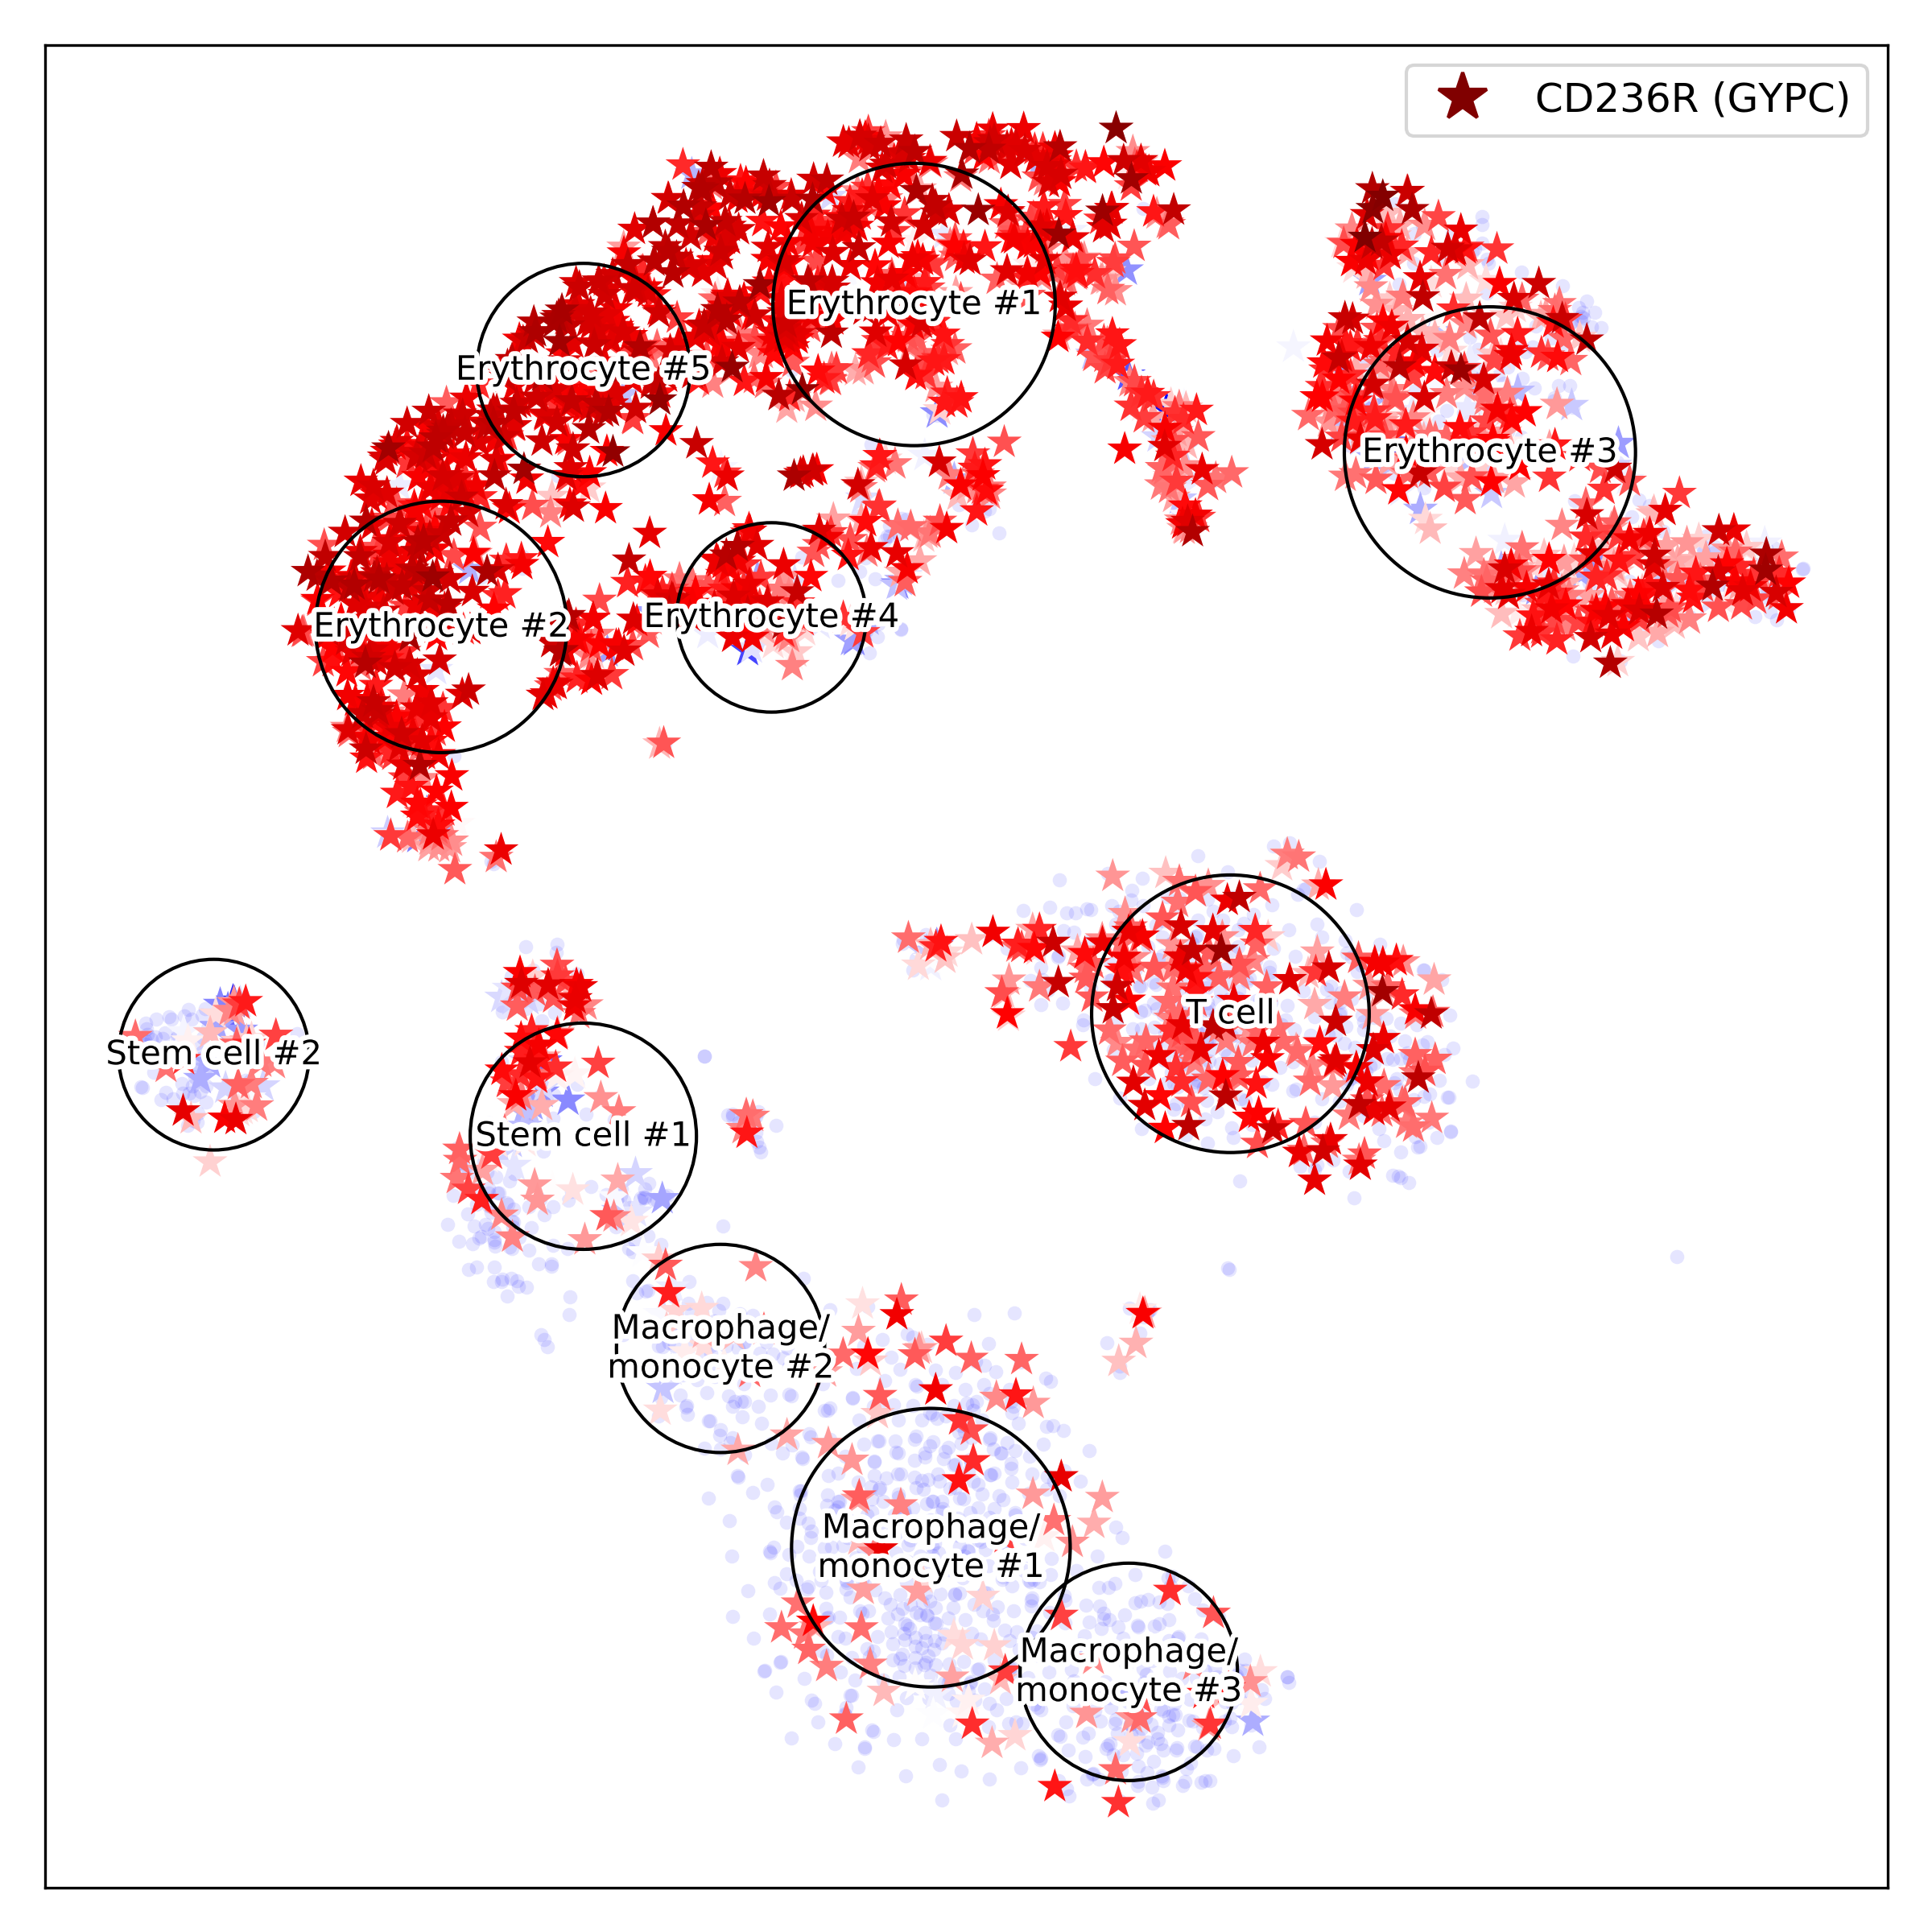 CD236R (GYPC)
Erythrocyte #1
Erythrocyte #5
Erythrocyte #3
Erythrocyte #4
Erythrocyte #2
T cell
Stem cell #2
Stem cell #1
Macrophage/
monocyte #2
Macrophage/
monocyte #1
Macrophage/
monocyte #3